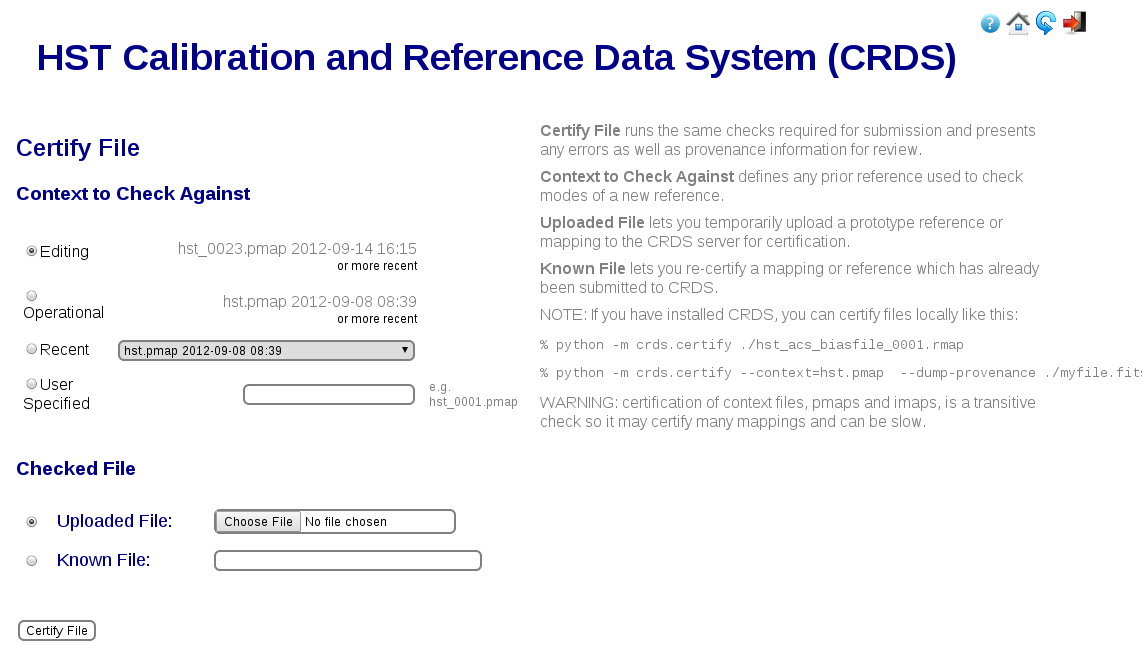 HST Calibration and Reference Data System (CRDS)
Certify File
Context to Check Against
Editing
hst_0023.pmap 2012-09-14 16:15
or more recent
Operational
hst.pmap 2012-09-08 08:39
or more recent
Recent
hst.pmap 2012-09-08 08:39
User
Specified
e.g.
hst_0001.pmap
Checked File
Uploaded File:
Choose File No file chosen
Known File:
Certify File
Certify File runs the same checks required for submission and presents
any errors as well as provenance information for review.
Context to Check Against defines any prior reference used to check
modes of a new reference.
Uploaded File lets you temporarily upload a prototype reference or
mapping to the CRDS server for certification.
Known File lets you re-certify a mapping or reference which has already
been submitted to CRDS.
NOTE: If you have installed CRDS, you can certify files locally like this:
% python -m crds.certify ./hst_acs_biasfile_0001.rmap
% python -m crds.certify --context=hst.pmap  --dump-provenance ./myfile.fits
WARNING: certification of context files, pmaps and imaps, is a transitive
check so it may certify many mappings and can be slow.